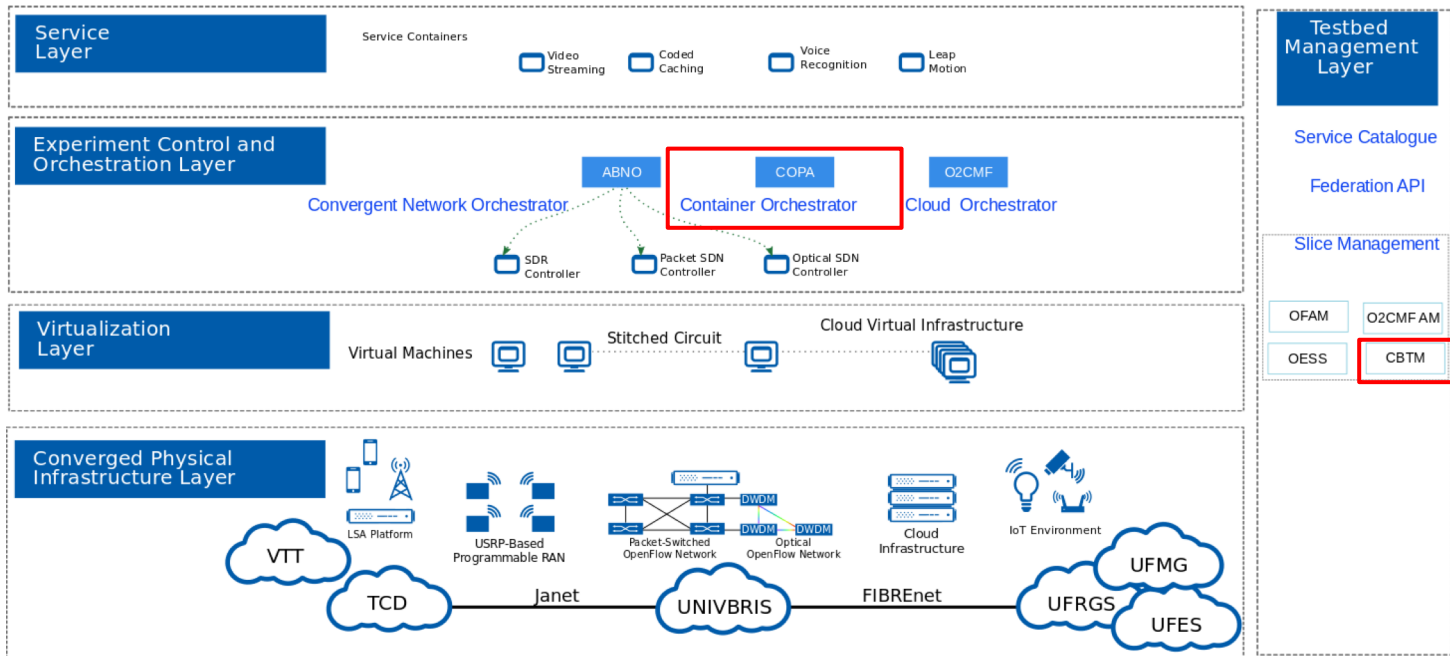 Service
Layer
Service Containers
Video
Streaming
Coded
Caching
Voice
Recognition
Leap
Motion
Experiment Control and
Orchestration Layer
ABNO
COPA
O2CMF
Convergent Network Orchestrator
Container Orchestrator
Cloud Orchestrator
SDR
Controller
Packet SDN
Controller
Optical SDN
Controller
Virtualization
Layer
Virtual Machines
Stitched Circuit
Cloud Virtual Infrastructure
Converged Physical
Infrastructure Layer
LSA Platform
USRP-Based
Programmable RAN
DWDM
DWDM
DWDM
Packet-Switched
OpenFlow Network
Optical
OpenFlow Network
Cloud
Infrastructure
IoT Environment
VTT
TCD
Janet
UNIVBRIS
FIBREnet
UFRGS
UFMG
UFES
Testbed
Management
Layer
Service Catalogue
Federation API
Slice Management
OFAM
O2CMF AM
OESS
CBTM